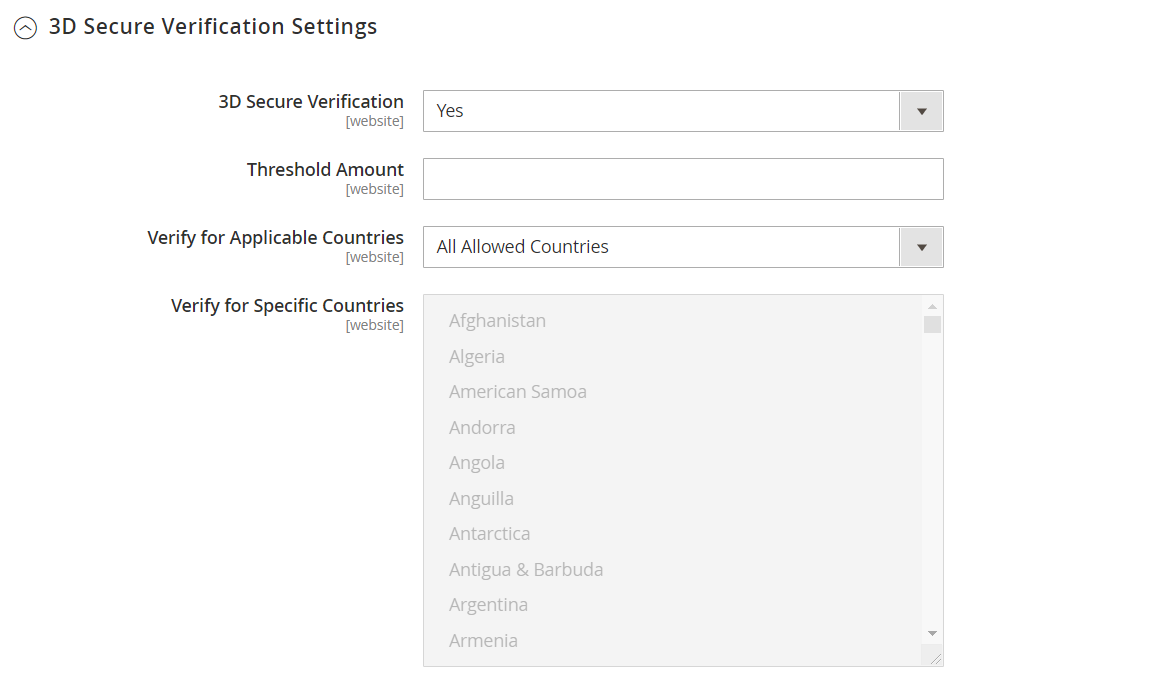 3D Secure Verification Settings
3D Secure Verification
[website]
Yes
Threshold Amount
[website]
Verify for Applicable Countries
[website]
All Allowed Countries
Verify for Specific Countries
[website]
Afghanistan
Algeria
American Samoa
Andorra
Angola
Anguilla
Antarctica
Antigua & Barbuda
Argentina
Armenia